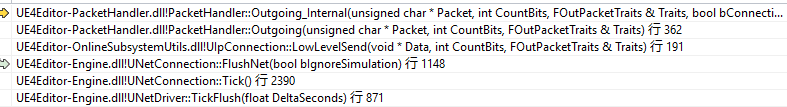 UE4Editor-PacketHandler.dll!PacketHandler::Outgoing_Internal(unsigned char * Packet, int CountBits, FOutPacketTraits & Traits, bool bConnecti...
UE4Editor-PacketHandler.dll!PacketHandler::Outgoing(unsigned char * Packet, int CountBits, FOutPacketTraits & Traits) 行 362
UE4Editor-OnlineSubsystemUtils.dll!UIpConnection::LowLevelSend(void * Data, int CountBits, FOutPacketTraits & Traits) 行 191
UE4Editor-Engine.dll!UNetConnection::FlushNet(bool bIgnoreSimulation) 行 1148
UE4Editor-Engine.dll!UNetConnection::Tick() 行 2390
UE4Editor-Engine.dll!UNetDriver::TickFlush(float DeltaSeconds) 行 871